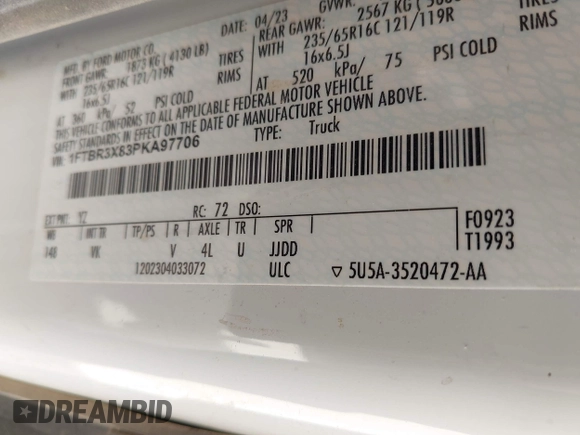 DATE: 04/23 GVWR:
MFD. BY FORD MOTOR CO. REAR GAWR: 2567 KG
FRONT GAWR: 1873 KG (4130 LB) WITH 235/65R16C 121/119R TIRES
WITH 235/65R16C 121/119R TIRES 16x6.5J RIMS
16x6.5J RIMS AT 520 kPa/ 75 PSI COLD
AT 360 kPa/ 52 PSI COLD
THIS VEHICLE CONFORMS TO ALL APPLICABLE FEDERAL MOTOR VEHICLE
SAFETY STANDARDS IN EFFECT ON THE DATE OF MANUFACTURE SHOWN ABOVE.
VIN: 1FTBR3X83PKA97706 TYPE: Truck
EXT PNT: YZ RC: 72 DSO:
WB INT TR TP/PS R AXLE TR SPR F0923
148 VK V 4L U JJDD T1993
1202304033072 ULC ▽ 5U5A-3520472-AA
DREAMBID